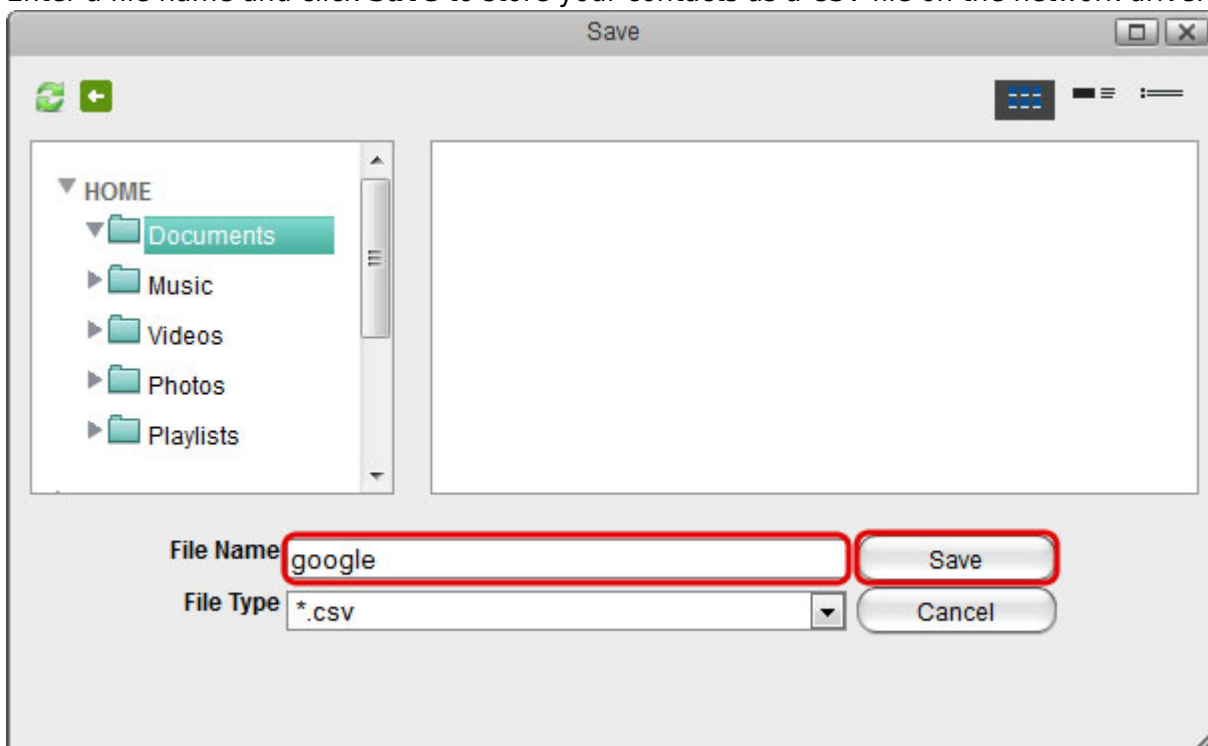 Enter a file name and click Save to store your contacts as a CSV file on the network drive.
Save
HOME
Documents
Music
Videos
Photos
Playlists
File Name google Save
File Type *.csv Cancel